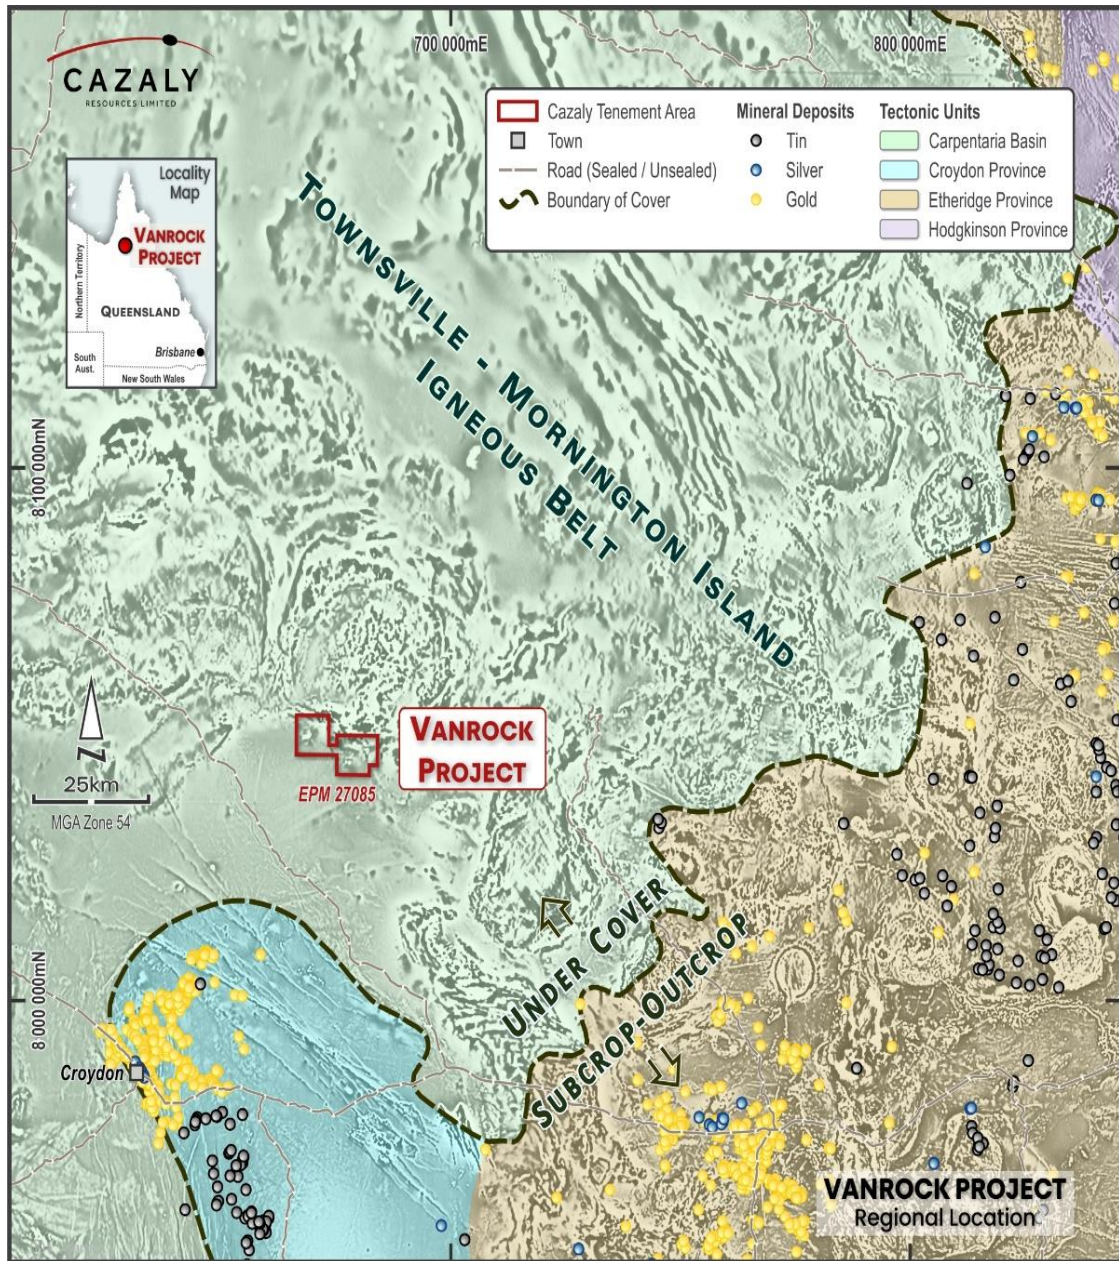 CAZALY
RESOURCES LIMITED
700 000mE
800 000mE
Cazaly Tenement Area
Town
Road (Sealed / Unsealed)
Boundary of Cover
Mineral Deposits
Tin
Silver
Gold
Tectonic Units
Carpentaria Basin
Croydon Province
Etheridge Province
Hodgkinson Province
Locality
Map
VANROCK
PROJECT
Northern Territory
QUEENSLAND
Brisbane
South
Aust.
New South Wales
TOWNSVILLE - MORNINGTON ISLAND
IGNEOUS BELT
8 100 000mN
N
25km
MGA Zone 54
VANROCK
PROJECT
EPM 27085
UNDER COVER
SUBCROP-OUTCROP
8 000 000mN
Croydon
VANROCK PROJECT
Regional Location